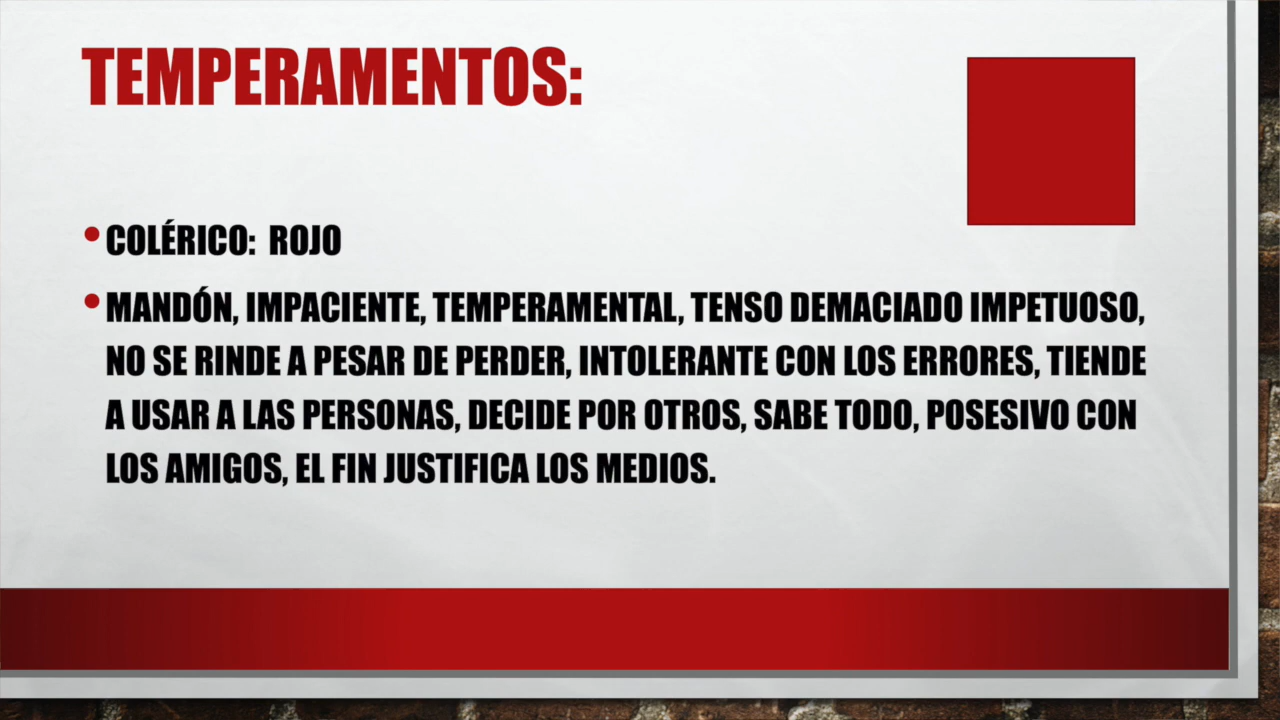 TEMPERAMENTOS:
• COLÉRICO: ROJO
• MANDÓN, IMPACIENTE, TEMPERAMENTAL, TENSO DEMACIADO IMPETUOSO,
NO SE RINDE A PESAR DE PERDER, INTOLERANTE CON LOS ERRORES, TIENDE
A USAR A LAS PERSONAS, DECIDE POR OTROS, SABE TODO, POSESIVO CON
LOS AMIGOS, EL FIN JUSTIFICA LOS MEDIOS.